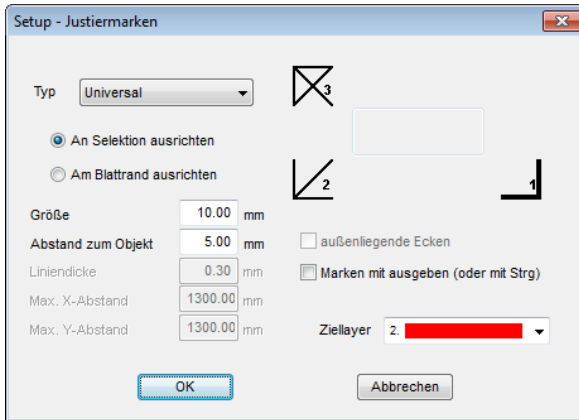 Setup - Justiermarken
Typ Universal
3
An Selektion ausrichten
Am Blattrand ausrichten
2 1
Größe 10.00 mm
Abstand zum Objekt 5.00 mm außenliegende Ecken
Liniendicke 0.30 mm Marken mit ausgeben (oder mit Strg)
Max. X-Abstand 1300.00 mm
Max. Y-Abstand 1300.00 mm Ziellayer 2.
OK Abbrechen